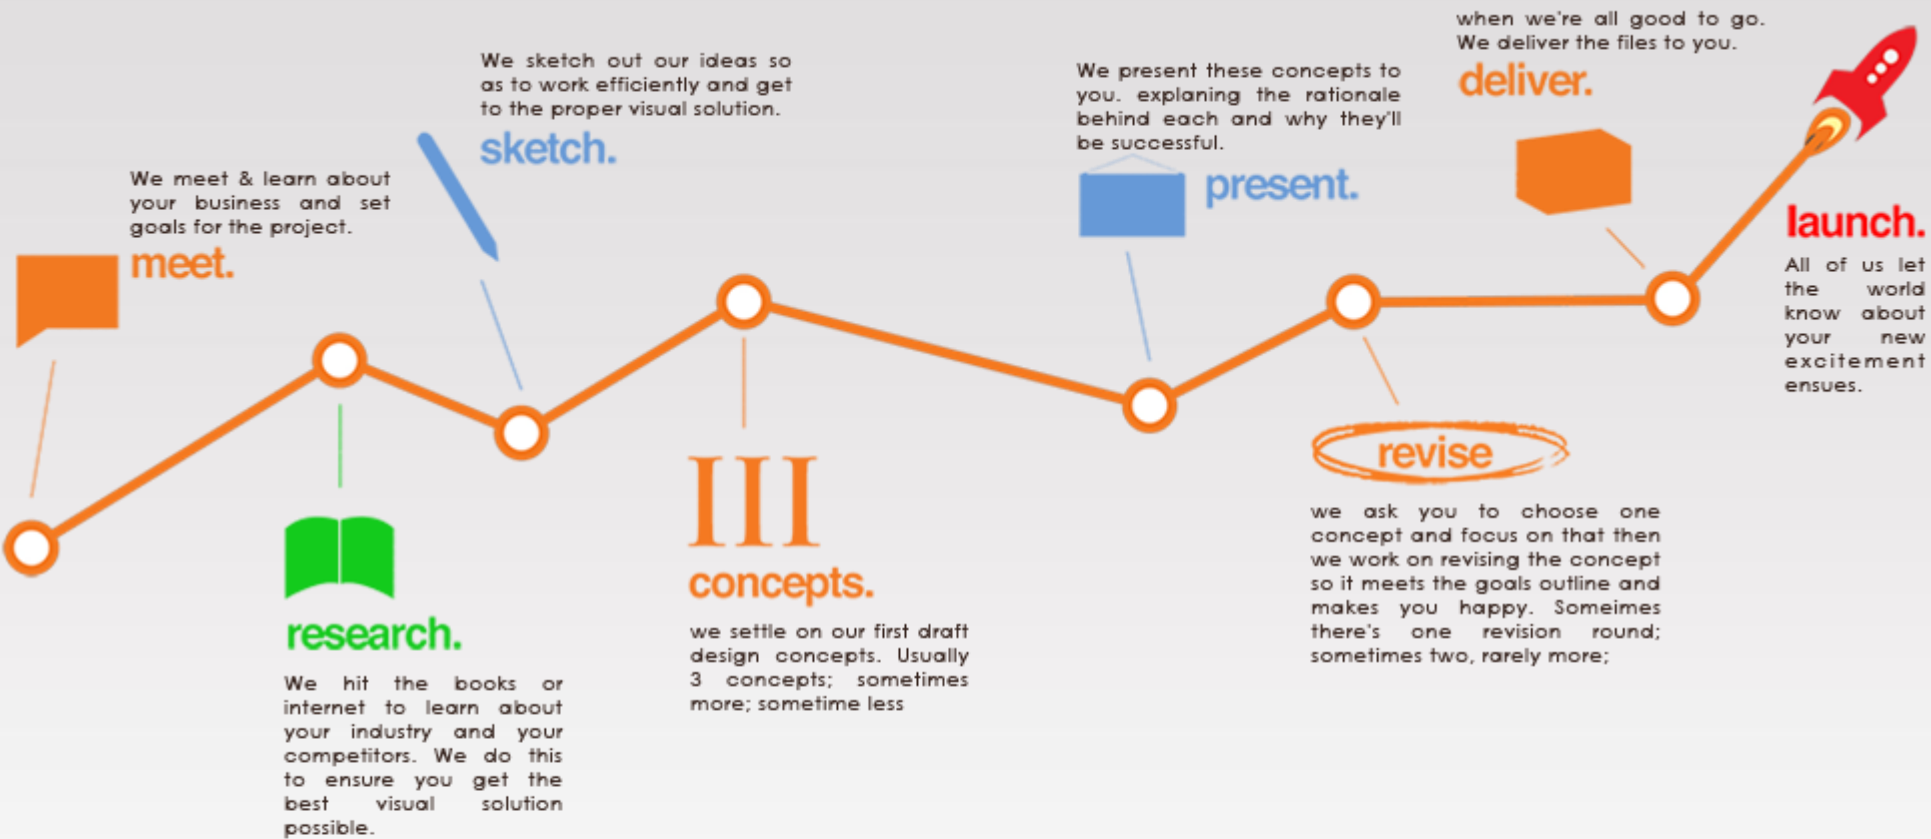 We meet & learn about
your business and set
goals for the project.
meet.
research.
We hit the books or
internet to learn about
your industry and your
competitors. We do this
to ensure you get the
best visual solution
possible.
We sketch out our ideas so
as to work efficiently and get
to the proper visual solution.
sketch.
III
concepts.
we settle on our first draft
design concepts. Usually
3 concepts; sometimes
more; sometime less
We present these concepts to
you. explaning the rationale
behind each and why they'll
be successful.
present.
revise
we ask you to choose one
concept and focus on that then
we work on revising the concept
so it meets the goals outline and
makes you happy. Someimes
there's one revision round;
sometimes two, rarely more;
when we're all good to go.
We deliver the files to you.
deliver.
launch.
All of us let
the world
know about
your new
excitement
ensues.